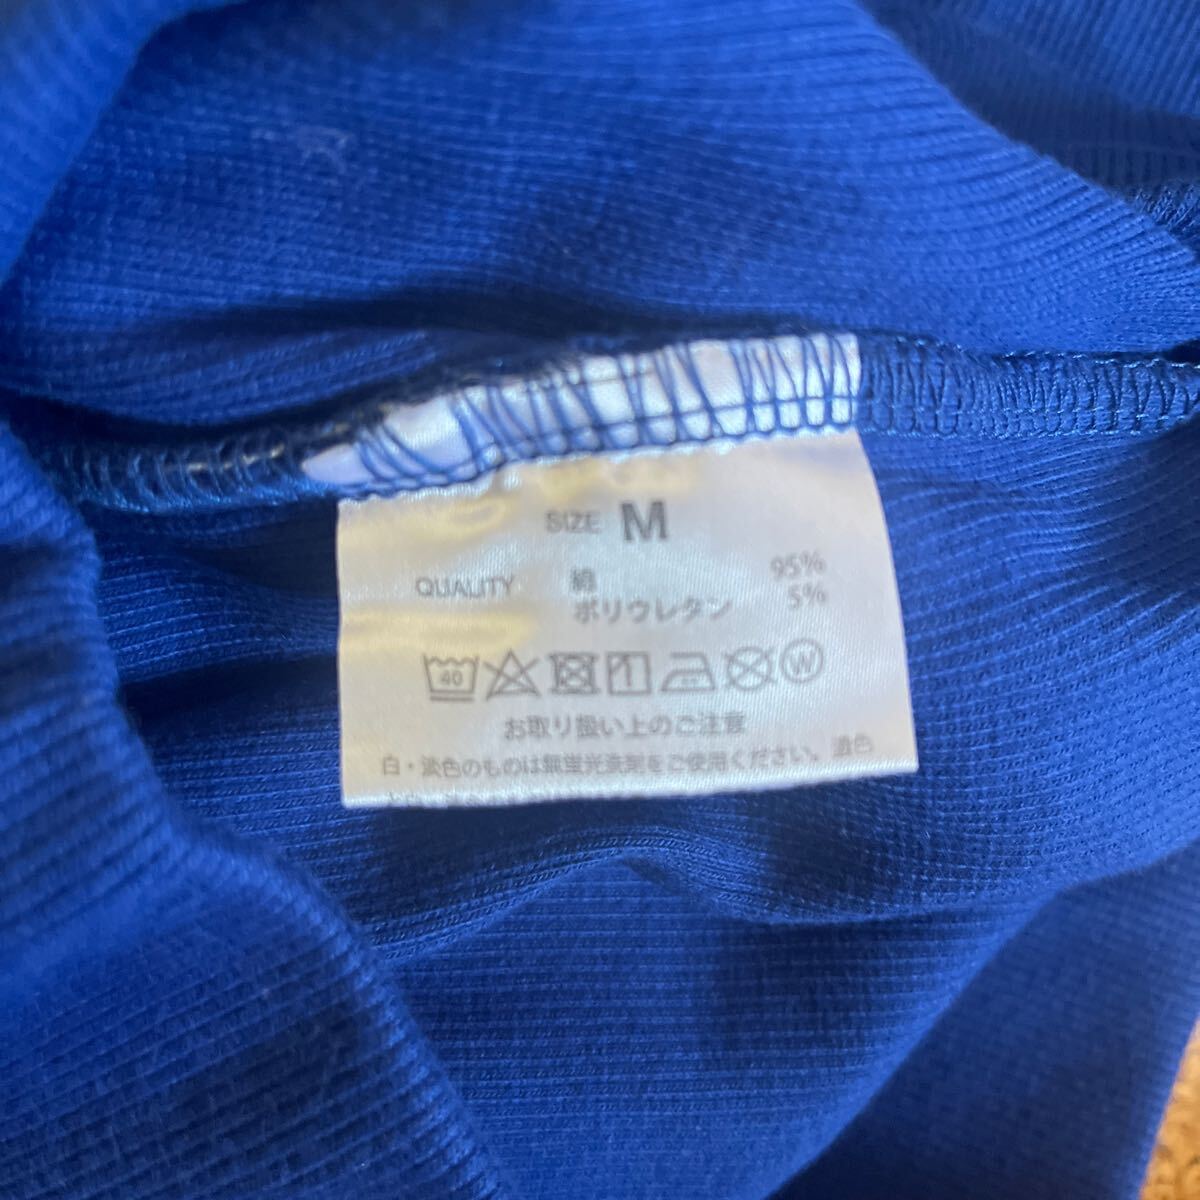 SIZE M
QUALITY 綿 95%
ポリウレタン 5%
40 W
お取り扱い上のご注意
白・淡色のものは無蛍光洗剤をご使用ください。濃色